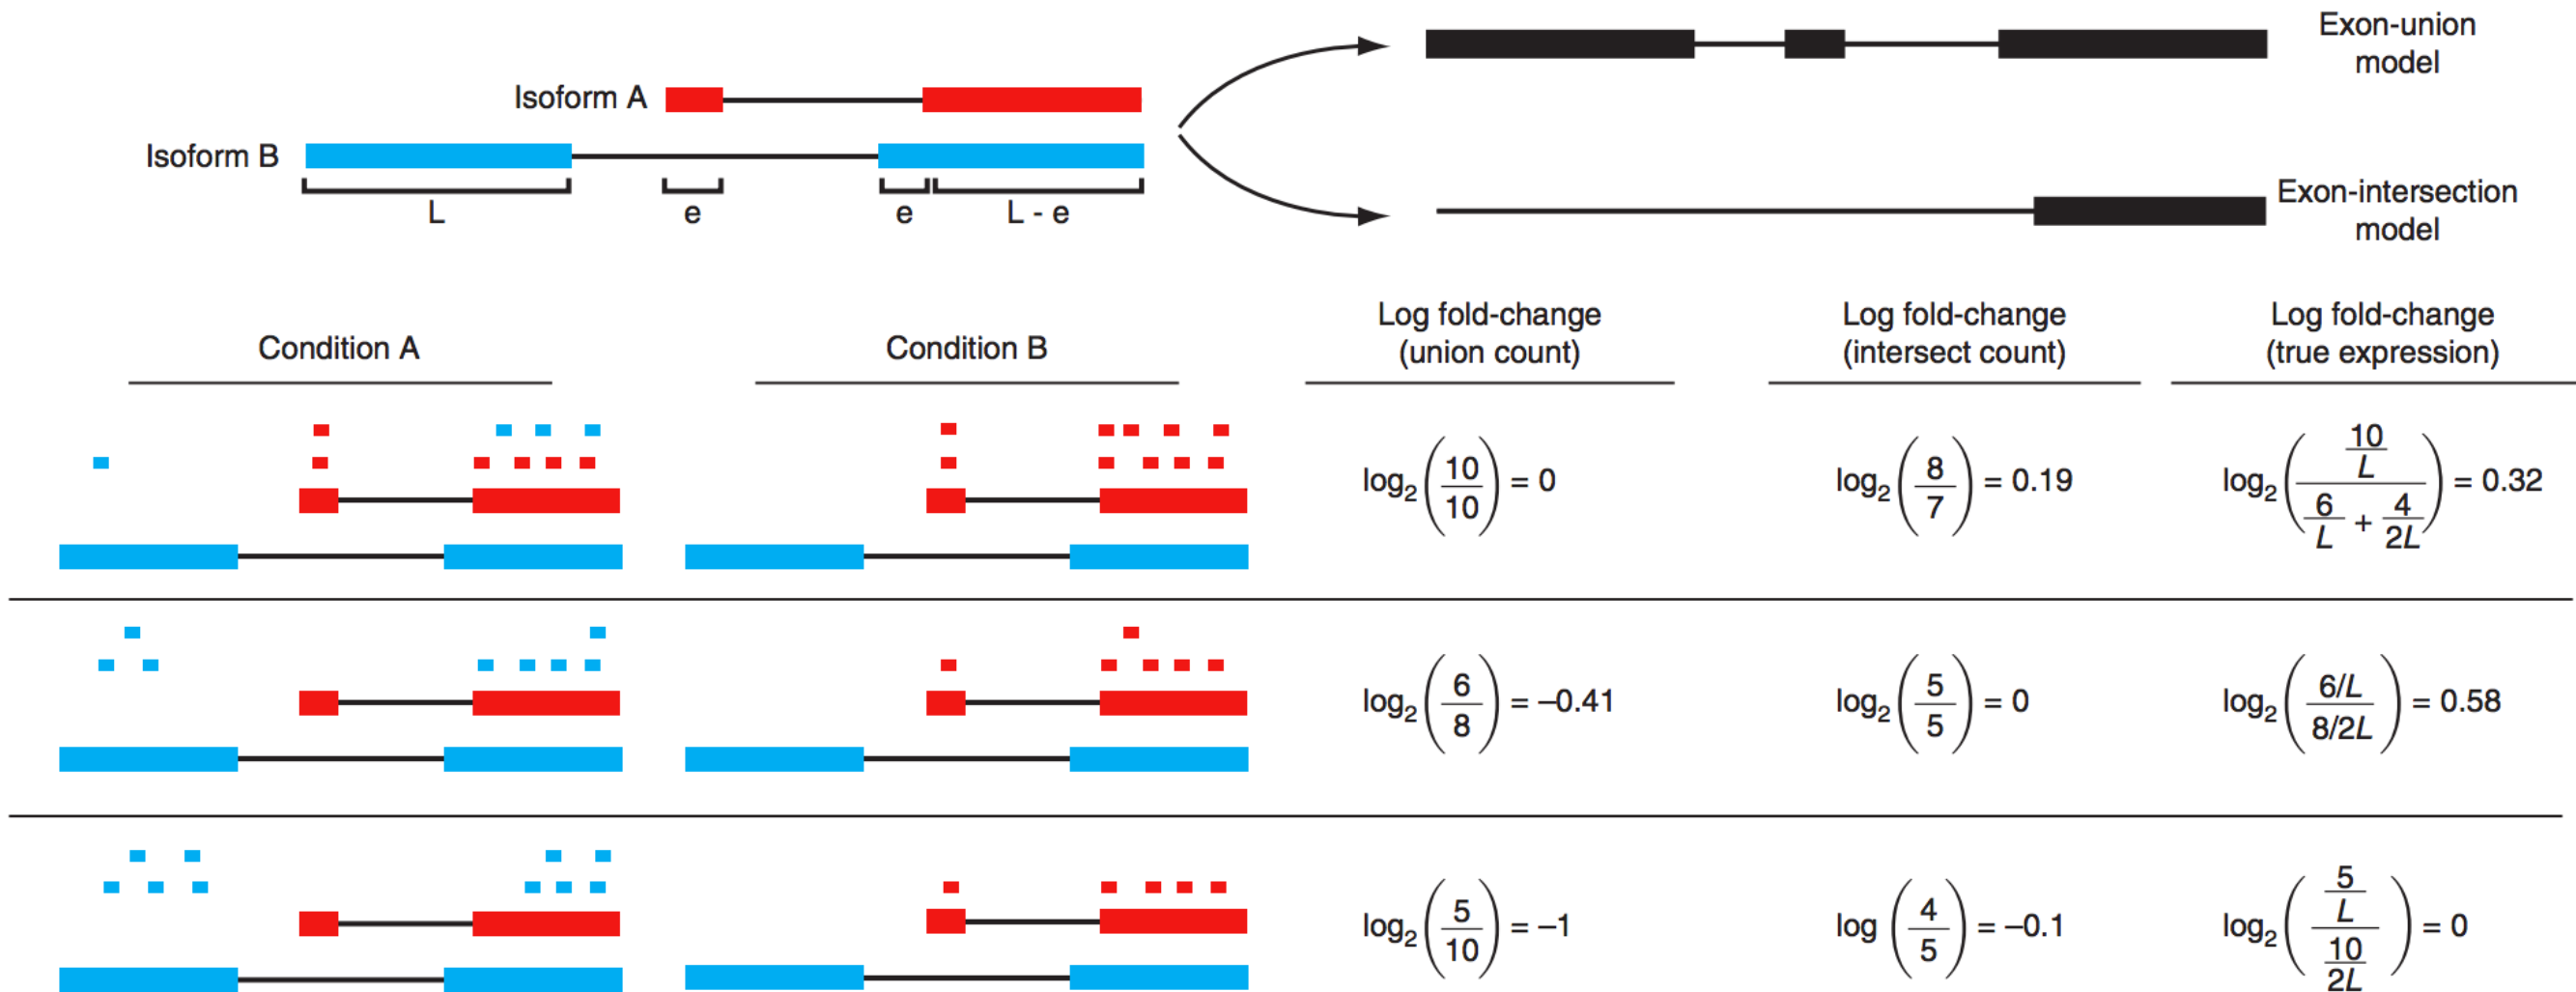 Exon-union
model
Isoform A
Isoform B
L
e
e
L - e
Exon-intersection
model
Condition A
Condition B
Log fold-change
(union count)
Log fold-change
(intersect count)
Log fold-change
(true expression)
log₂(10/10) = 0
log₂(8/7) = 0.19
log₂((10/L)/(6/L + 4/2L)) = 0.32
log₂(6/8) = –0.41
log₂(5/5) = 0
log₂((6/L)/(8/2L)) = 0.58
log₂(5/10) = –1
log(4/5) = –0.1
log₂((5/L)/(10/2L)) = 0